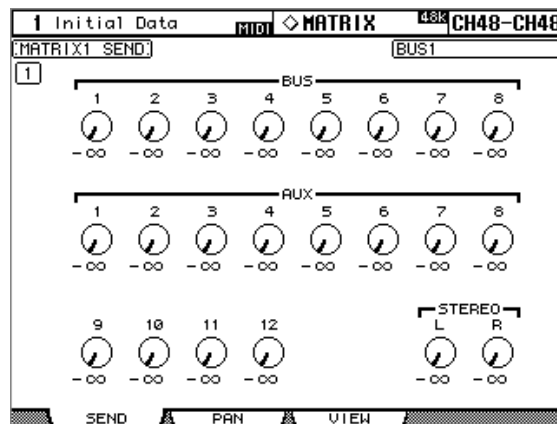 1 Initial Data MIDI ◇MATRIX 48K CH48-CH48
MATRIX1 SEND BUS1
1
BUS
1 2 3 4 5 6 7 8
-∞ -∞ -∞ -∞ -∞ -∞ -∞ -∞
AUX
1 2 3 4 5 6 7 8
-∞ -∞ -∞ -∞ -∞ -∞ -∞ -∞
STEREO
9 10 11 12 L R
-∞ -∞ -∞ -∞ -∞ -∞
SEND PAN VIEW